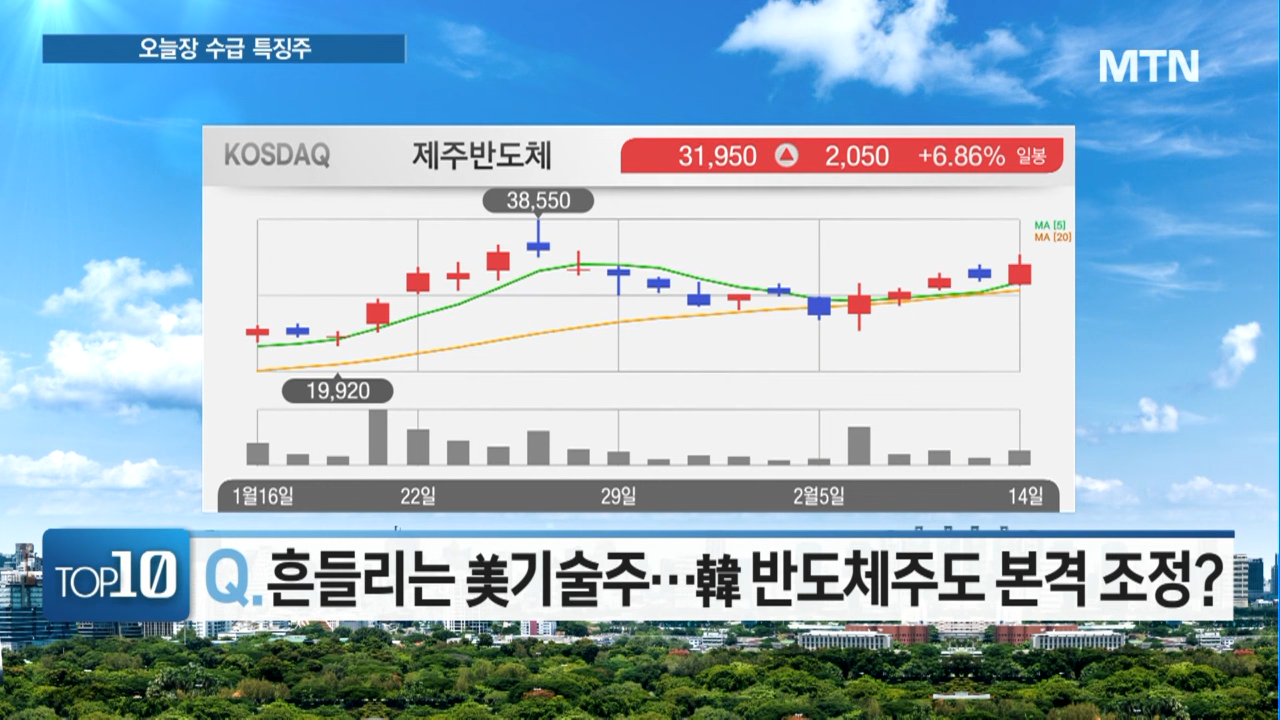 오늘장 수급 특징주
MTN
KOSDAQ 제주반도체 31,950 2,050 +6.86% 일봉
38,550
MA [5]
MA [20]
19,920
1월16일 22일 29일 2월5일 14일
TOP10 Q. 흔들리는 美기술주…韓 반도체주도 본격 조정?